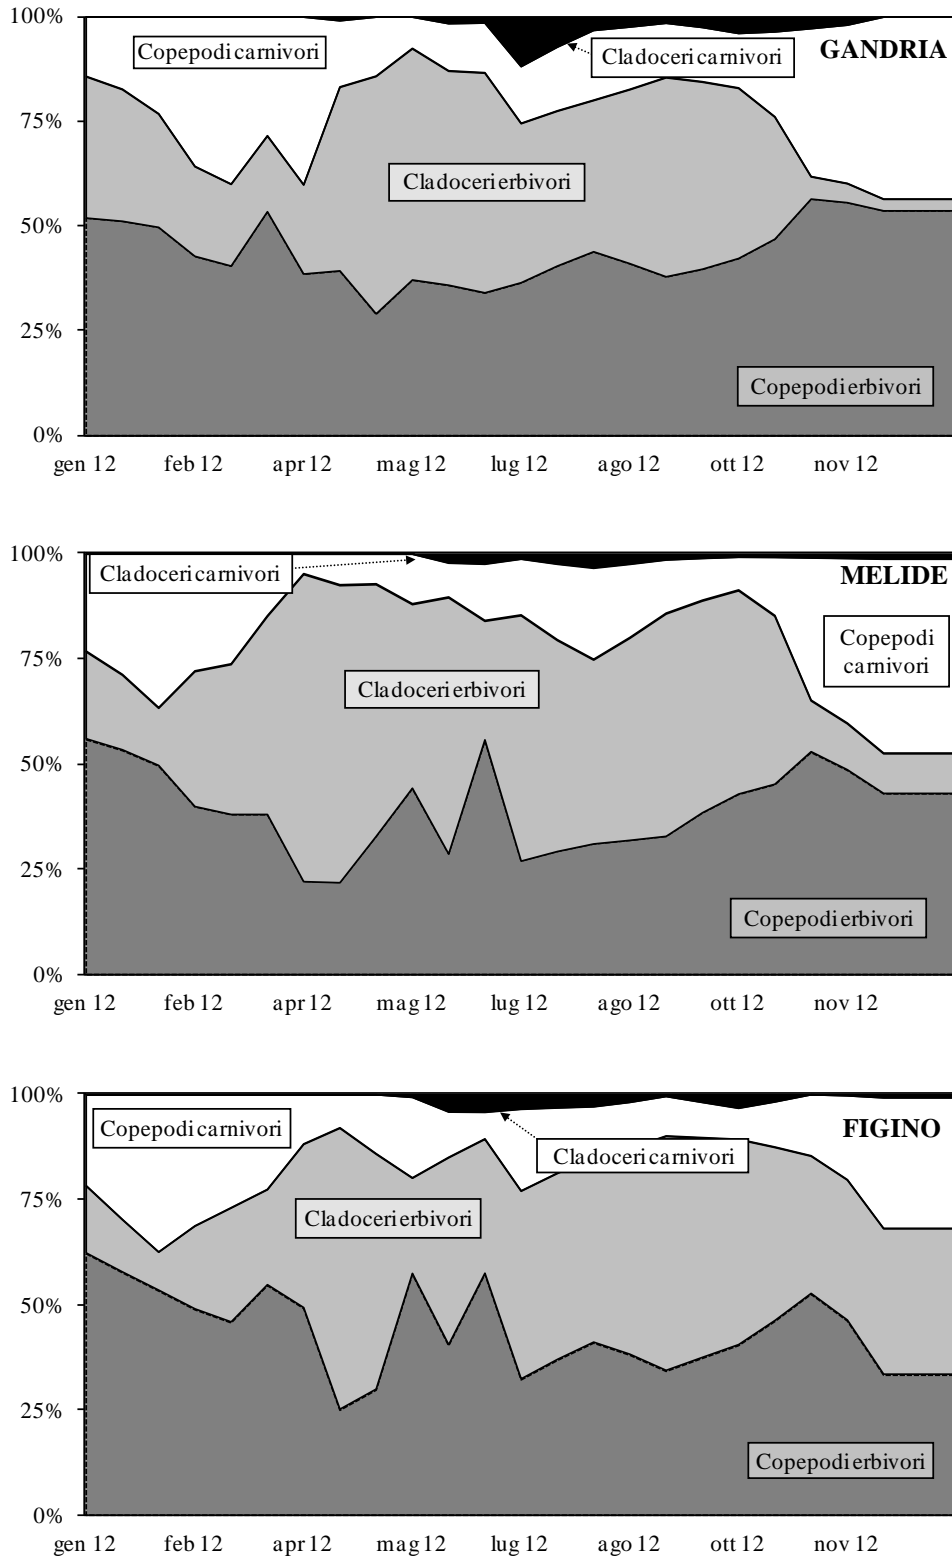 100%
Copepodi carnivori
Cladoceri carnivori
GANDRIA
75%
Cladoceri erbivori
50%
25%
Copepodi erbivori
0%
gen 12 feb 12 apr 12 mag 12 lug 12 ago 12 ott 12 nov 12
100%
Cladoceri carnivori
MELIDE
Copepodi
carnivori
75%
Cladoceri erbivori
50%
25%
Copepodi erbivori
0%
gen 12 feb 12 apr 12 mag 12 lug 12 ago 12 ott 12 nov 12
100%
Copepodi carnivori
FIGINO
Cladoceri carnivori
75%
Cladoceri erbivori
50%
25%
Copepodi erbivori
0%
gen 12 feb 12 apr 12 mag 12 lug 12 ago 12 ott 12 nov 12